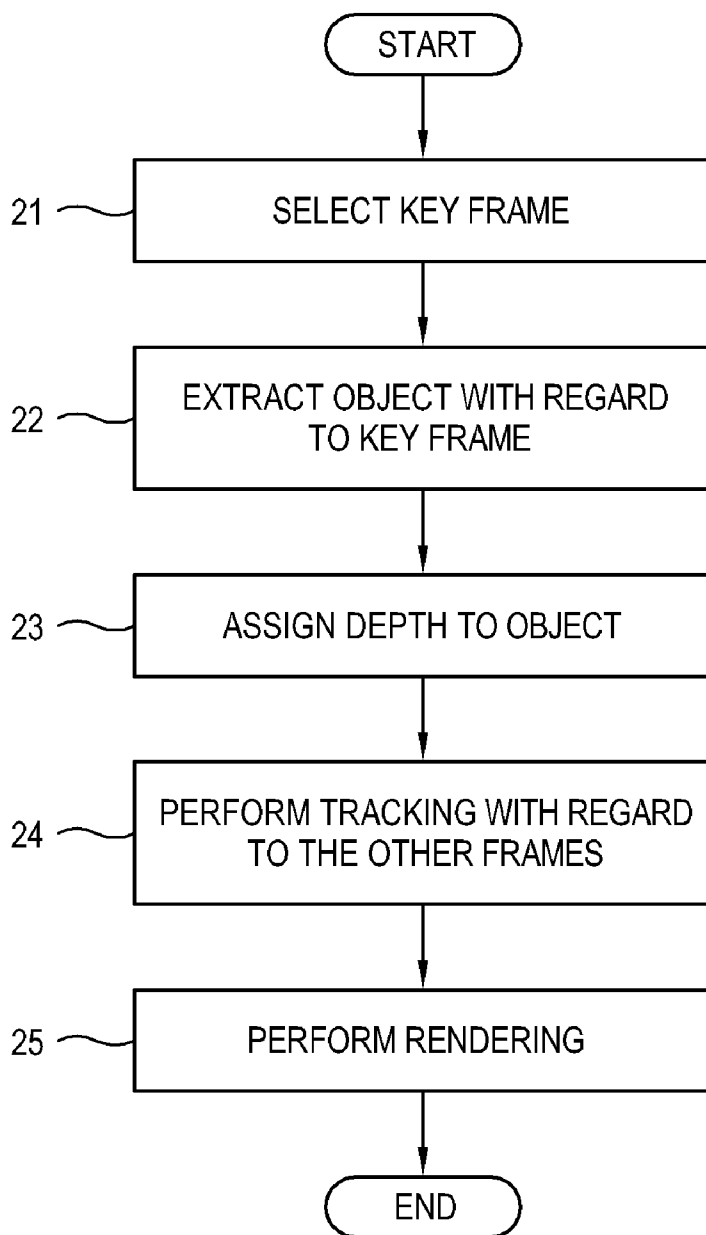 START
21
SELECT KEY FRAME
22
EXTRACT OBJECT WITH REGARD
TO KEY FRAME
23
ASSIGN DEPTH TO OBJECT
24
PERFORM TRACKING WITH REGARD
TO THE OTHER FRAMES
25
PERFORM RENDERING
END